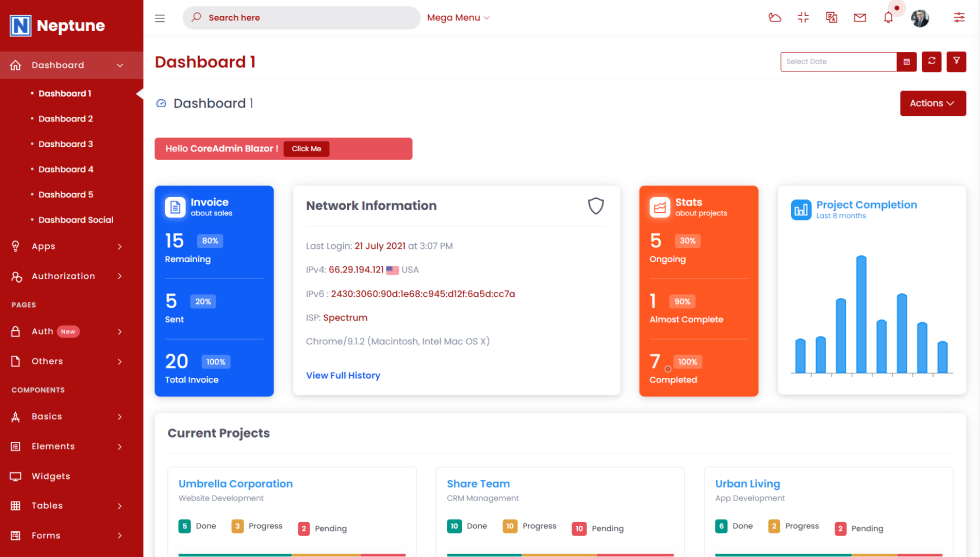 Neptune
Search here
Mega Menu
Dashboard
Dashboard 1
Dashboard 2
Dashboard 3
Dashboard 4
Dashboard 5
Dashboard Social
Apps
Authorization
PAGES
Auth New
Others
COMPONENTS
Basics
Elements
Widgets
Tables
Forms
Dashboard 1
Select Date
Dashboard 1
Actions
Hello CoreAdmin Blazor ! Click Me
Invoice
about sales
15 80%
Remaining
5 20%
Sent
20 100%
Total Invoice
Network Information
Last Login: 21 July 2021 at 3:07 PM
IPv4: 66.29.194.121 USA
IPv6 : 2430:3060:90d:1e68:c945:d12f:6a5d:cc7a
ISP: Spectrum
Chrome/9.1.2 (Macintosh, Intel Mac OS X)
View Full History
Stats
about projects
5 30%
Ongoing
1 90%
Almost Complete
7 100%
Completed
Project Completion
Last 8 months
Current Projects
Umbrella Corporation
Website Development
5 Done 3 Progress 2 Pending
Share Team
CRM Management
10 Done 10 Progress 10 Pending
Urban Living
App Development
6 Done 2 Progress 2 Pending